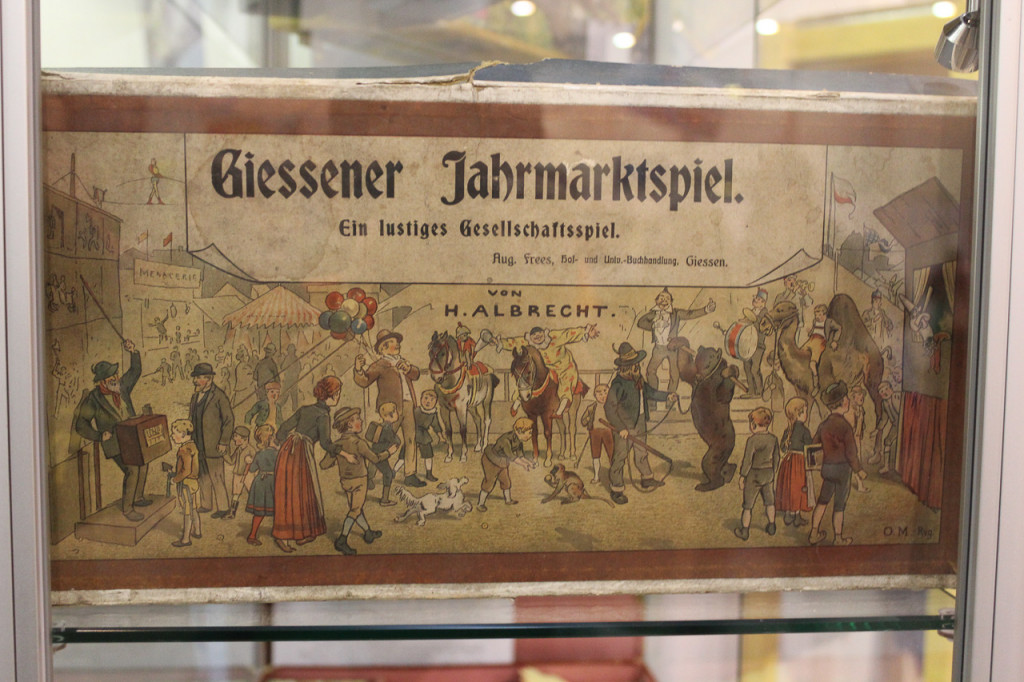 Giessener Jahrmarktspiel.
Ein lustiges Gesellschaftsspiel.
Aug. Frees, Hof- und Univ.-Buchhandlung, Giessen.
VON
H. ALBRECHT.
MENAGERIE
O. M.